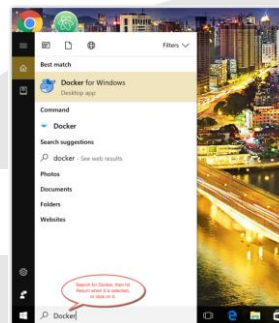 Filters
Best match
Docker for Windows
Desktop app
Command
Docker
Search suggestions
docker - See web results
Photos
Documents
Folders
Websites
Search for Docker, then hit
Return when it is selected,
or click on it.
Docker